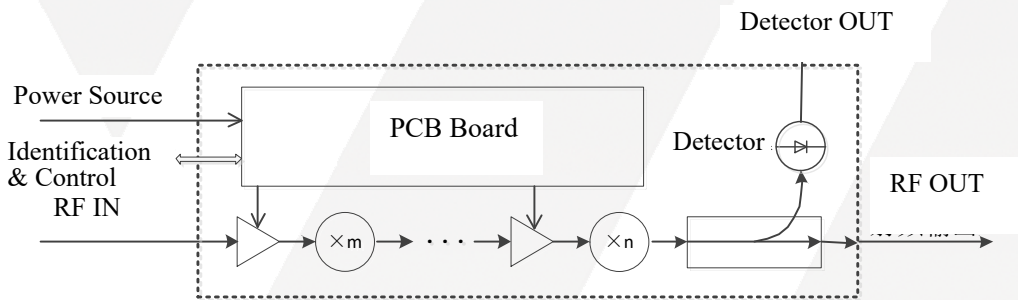 Detector OUT
Power Source
PCB Board
Detector
Identification
& Control
RF IN
RF OUT
×m
· · ·
×n